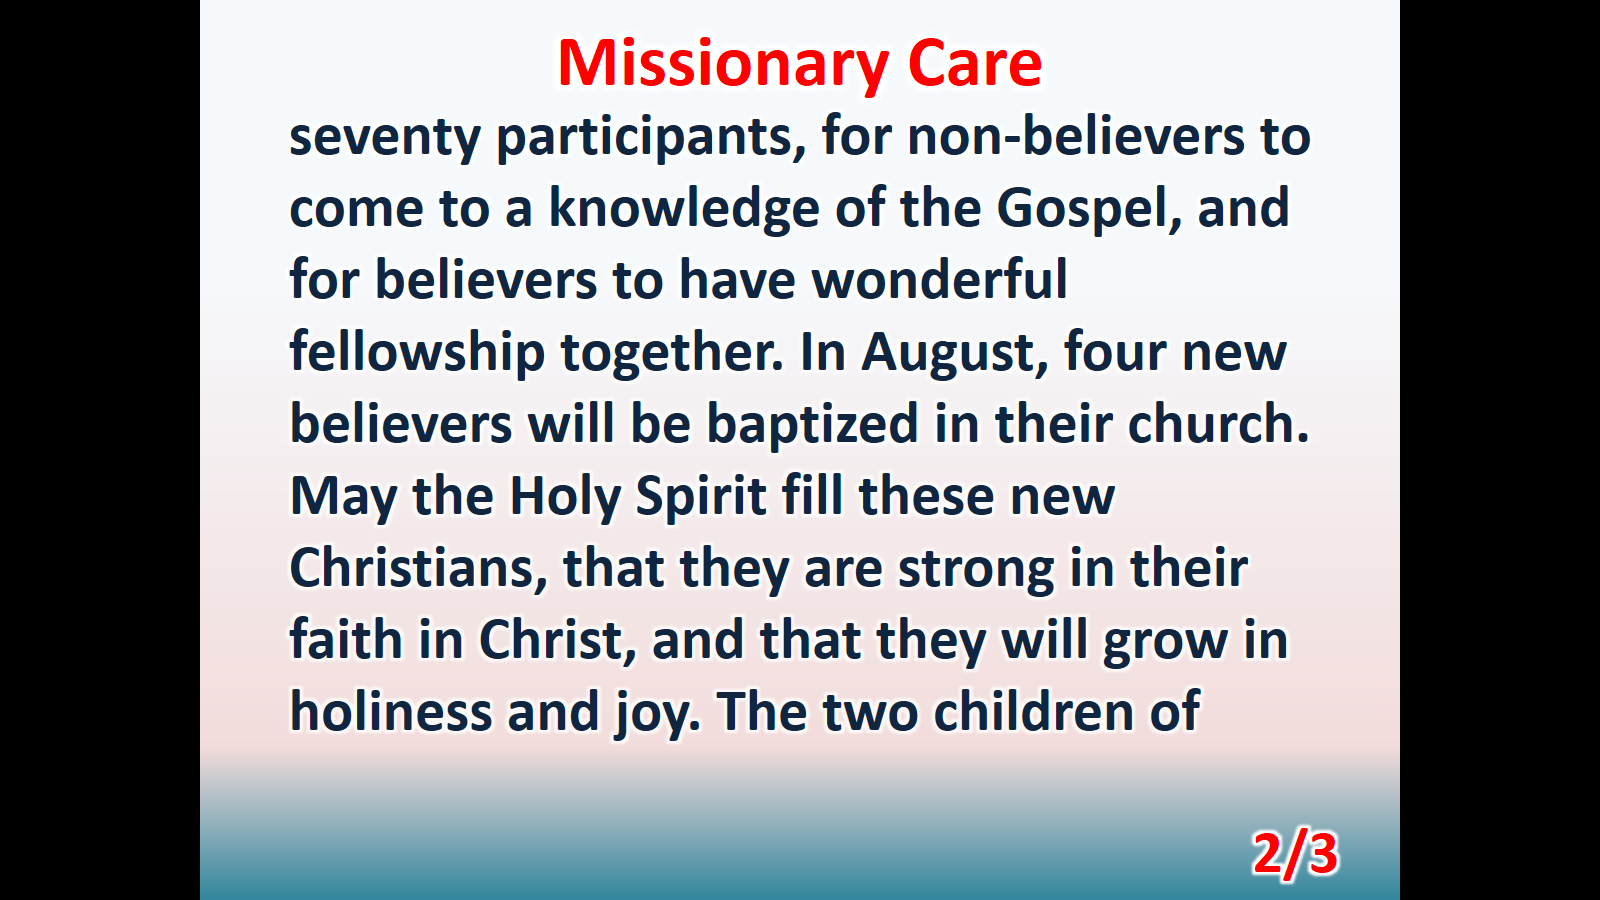 Missionary Care
seventy participants, for non-believers to
come to a knowledge of the Gospel, and
for believers to have wonderful
fellowship together. In August, four new
believers will be baptized in their church.
May the Holy Spirit fill these new
Christians, that they are strong in their
faith in Christ, and that they will grow in
holiness and joy. The two children of
2/3